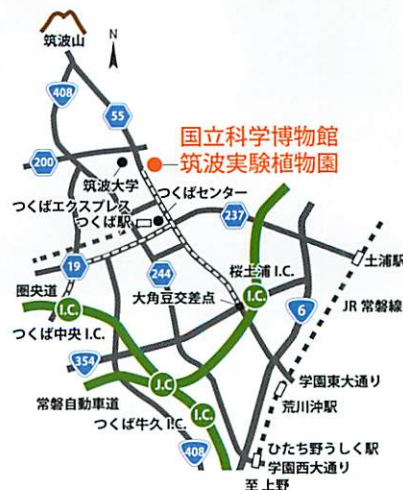 筑波山
N
408
55
国立科学博物館
筑波実験植物園
200
筑波大学
つくばセンター
つくばエクスプレス
つくば駅
237
土浦駅
19
244
桜土浦 I.C.
圏央道
大角豆交差点
I.C.
6
JR 常磐線
I.C.
つくば中央 I.C.
354
学園東大通り
J.C
荒川沖駅
常磐自動車道
I.C.
つくば牛久 I.C.
ひたち野うしく駅
408
学園西大通り
至 上野